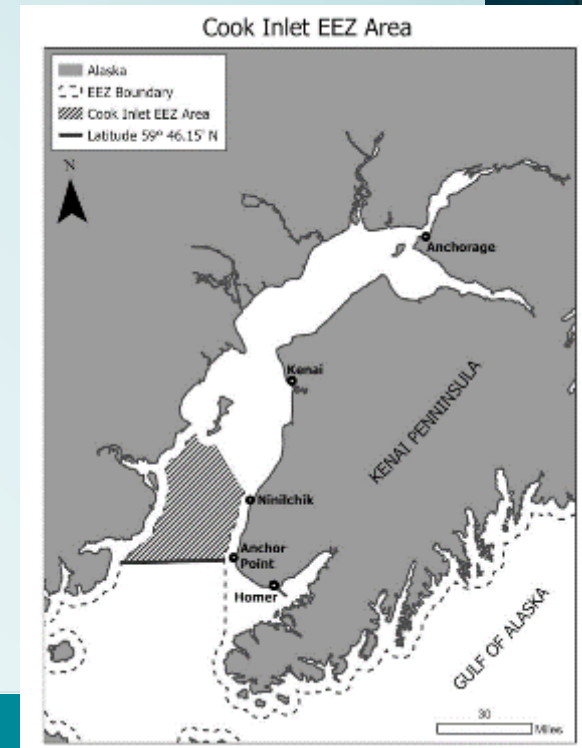 Cook Inlet EEZ Area
Alaska
EEZ Boundary
Cook Inlet EEZ Area
Latitude 59º 46.15' N
N
Anchorage
Kenai
KENAI PENNINSULA
Ninilchik
Anchor
Point
Homer
GULF OF ALASKA
30
Miles